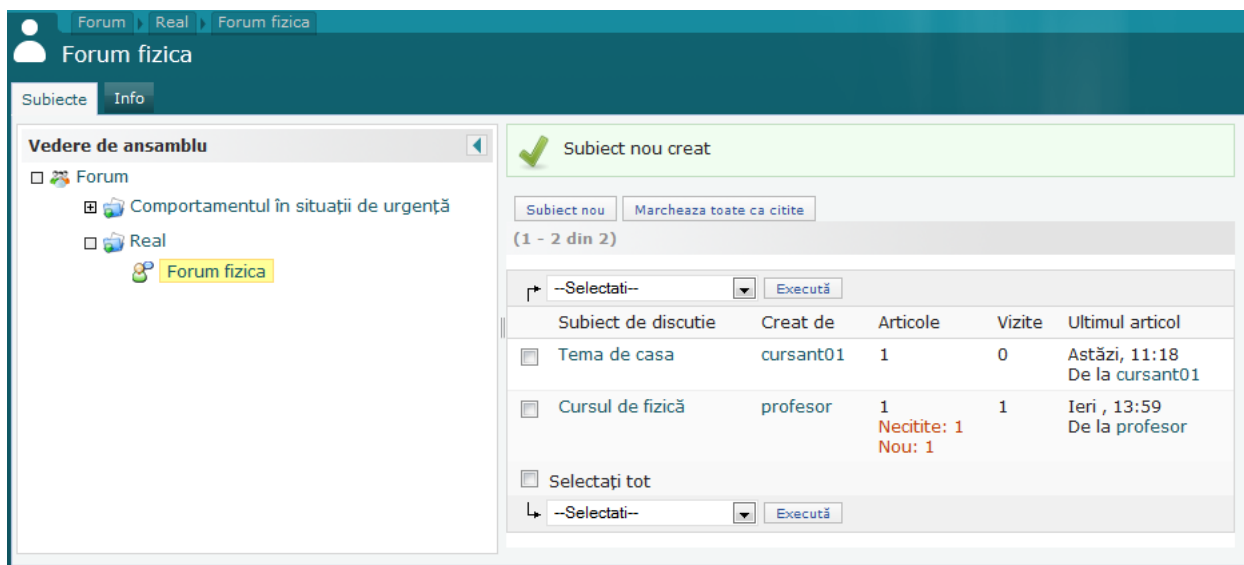 Forum Real Forum fizica
Forum fizica
Subiecte Info
Vedere de ansamblu
Forum
Comportamentul în situații de urgență
Real
Forum fizica
Subiect nou creat
Subiect nou Marcheaza toate ca citite
(1 - 2 din 2)
--Selectati-- Execută
Subiect de discutie Creat de Articole Vizite Ultimul articol
Tema de casa cursant01 1 0 Astăzi, 11:18
De la cursant01
Cursul de fizică profesor 1 1 Ieri , 13:59
Necitite: 1 De la profesor
Nou: 1
Selectați tot
--Selectati-- Execută